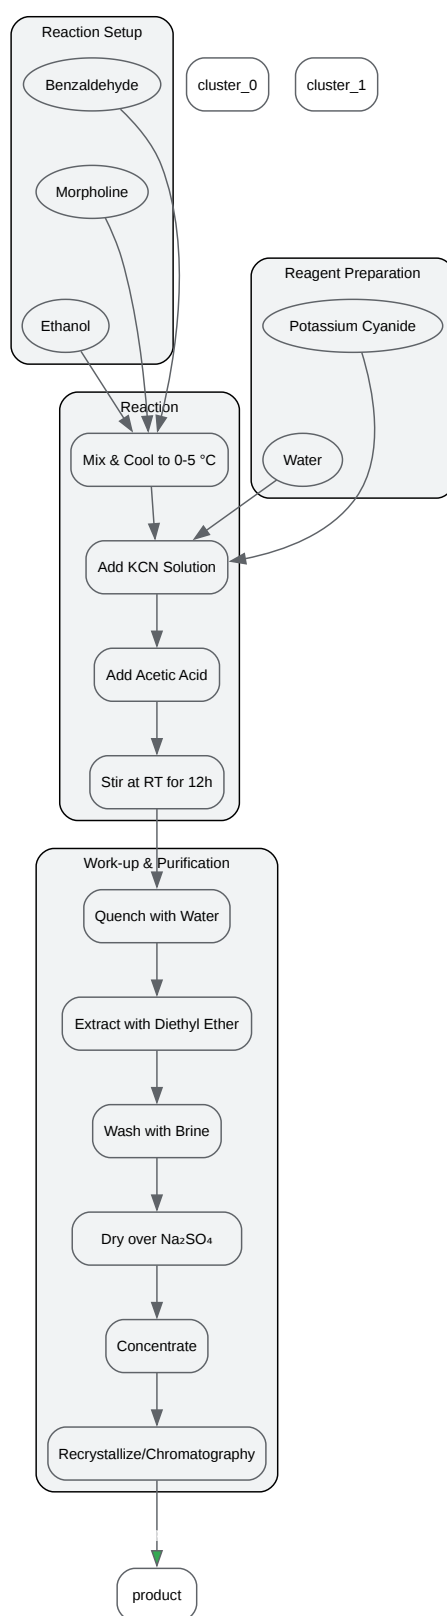 Reaction Setup
Benzaldehyde
cluster_0
cluster_1
Morpholine
Reagent Preparation
Potassium Cyanide
Ethanol
Reaction
Mix & Cool to 0-5 °C
Water
Add KCN Solution
Add Acetic Acid
Stir at RT for 12h
Work-up & Purification
Quench with Water
Extract with Diethyl Ether
Wash with Brine
Dry over Na₂SO₄
Concentrate
Recrystallize/Chromatography
product